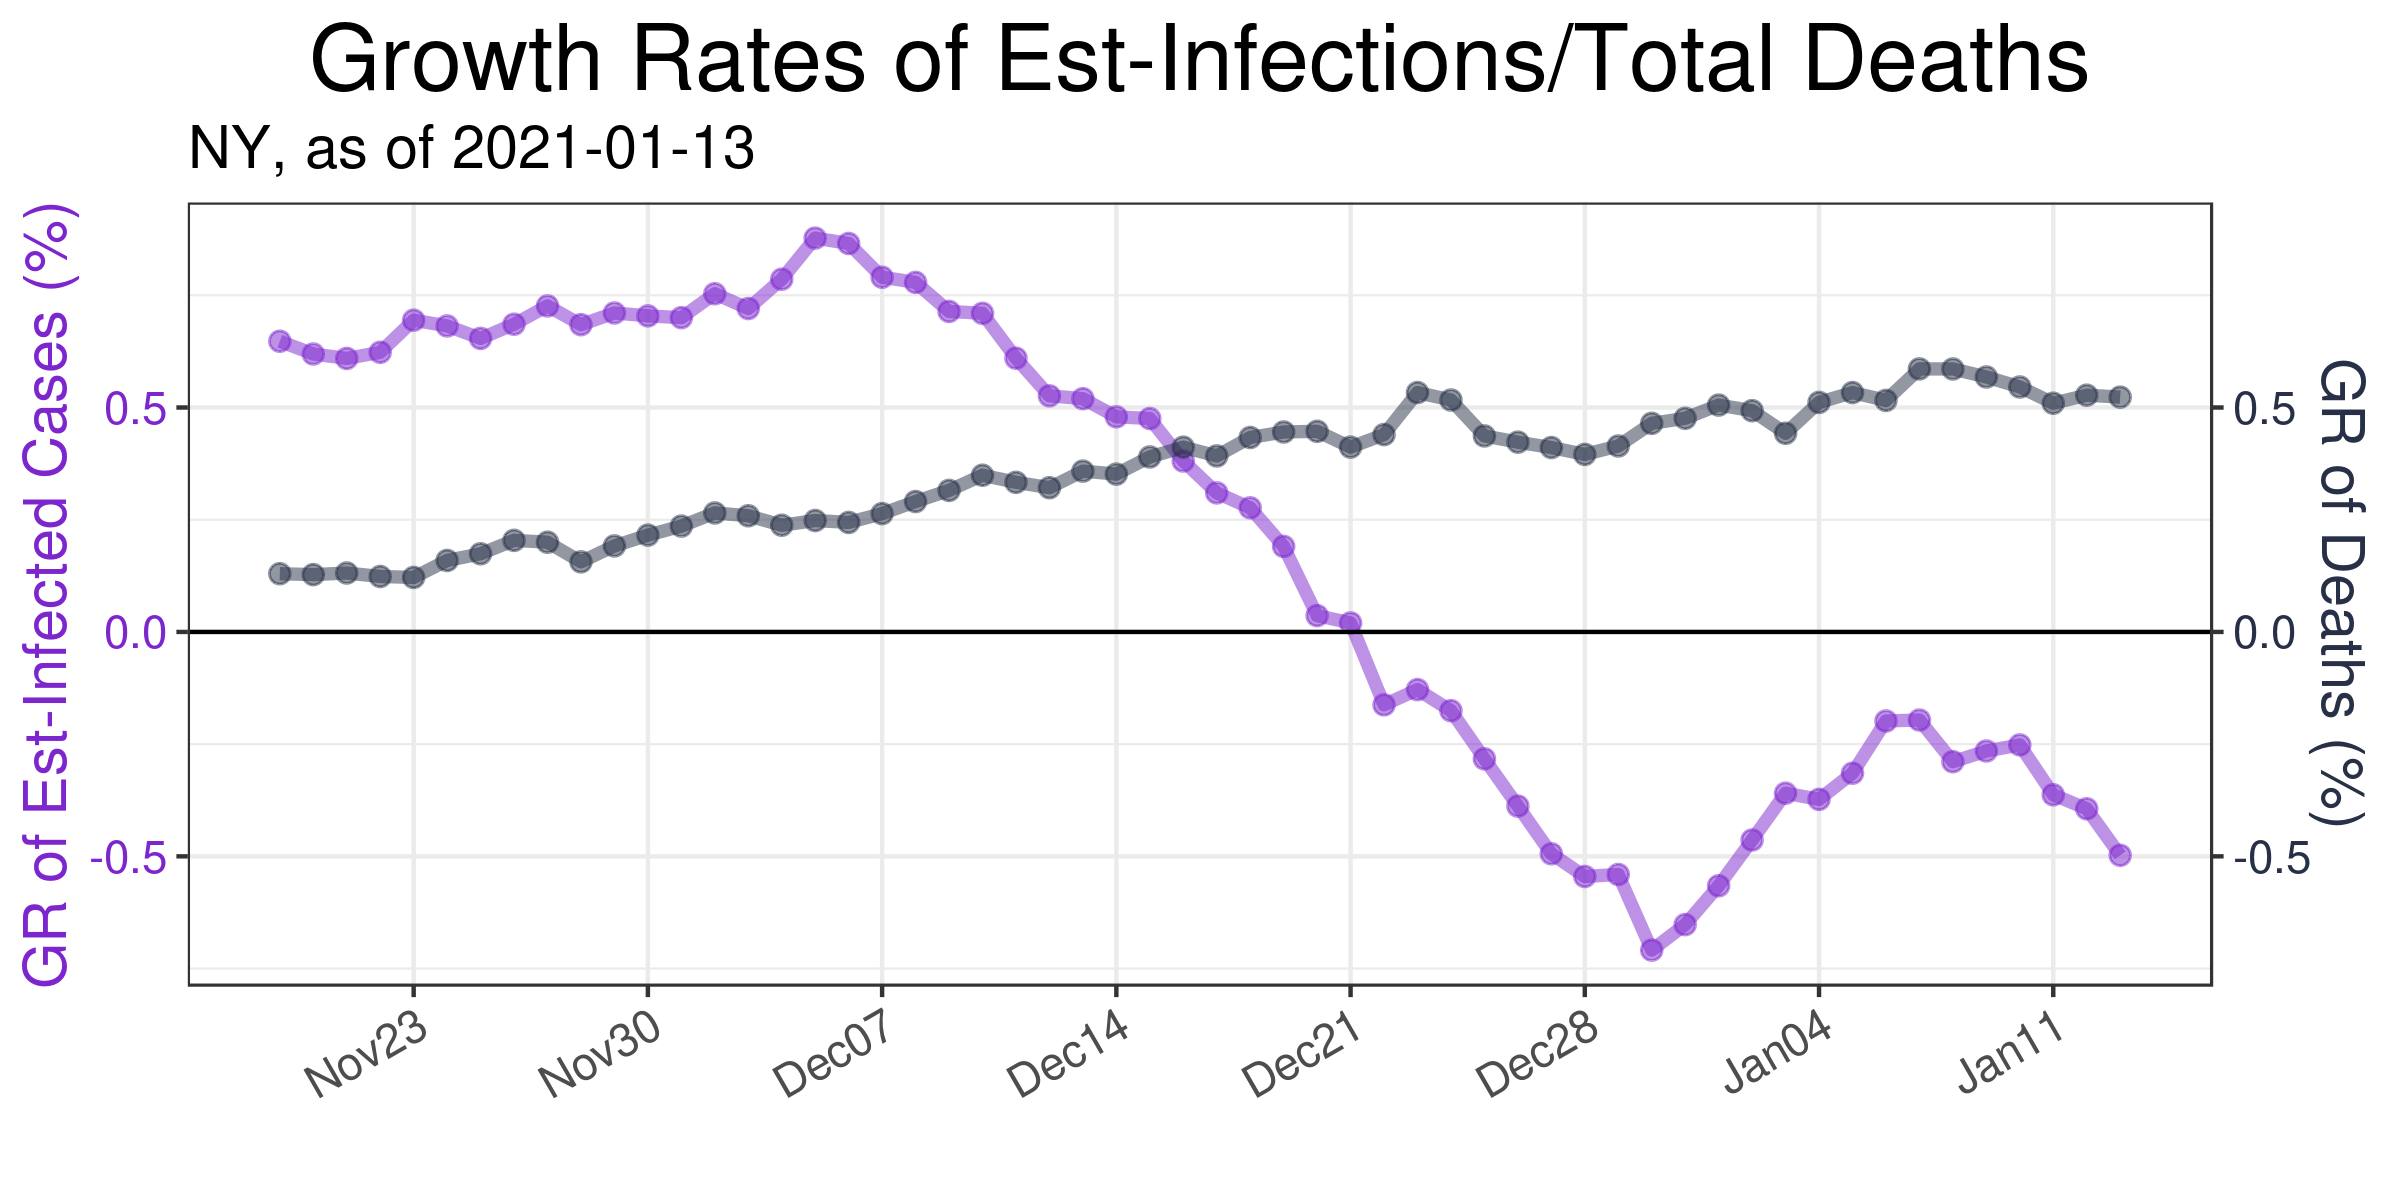 Growth Rates of Est-Infections/Total Deaths
NY, as of 2021-01-13
GR of Est-Infected Cases (%)
0.5
0.0
-0.5
0.5
0.0
-0.5
GR of Deaths (%)
Nov23
Nov30
Dec07
Dec14
Dec21
Dec28
Jan04
Jan11